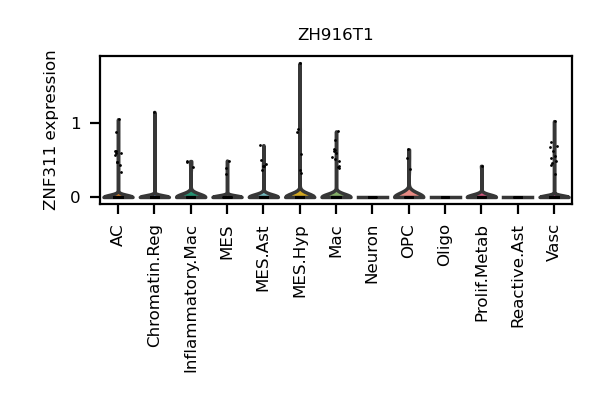 ZH916T1
ZNF311 expression
1
0
AC
Chromatin.Reg
Inflammatory.Mac
MES
MES.Ast
MES.Hyp
Mac
Neuron
OPC
Oligo
Prolif.Metab
Reactive.Ast
Vasc